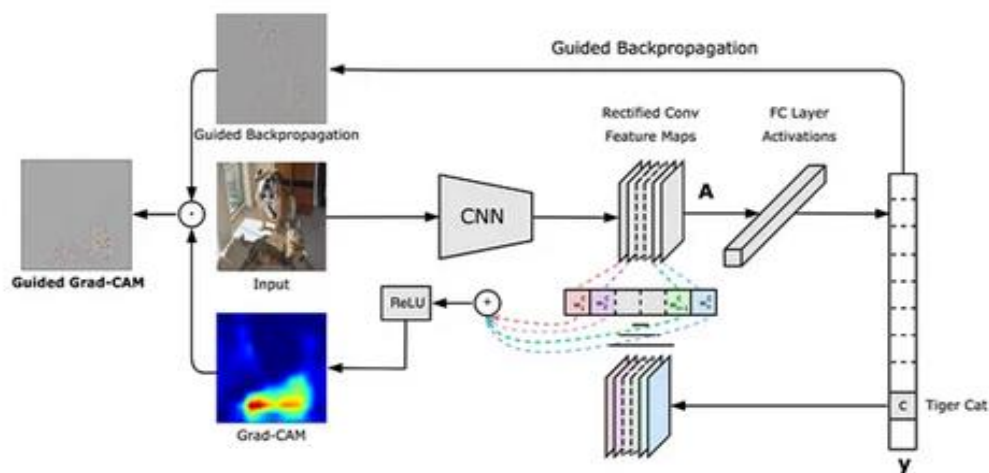 Guided Backpropagation
Rectified Conv
Feature Maps
FC Layer
Activations
Guided Backpropagation
A
CNN
Guided Grad-CAM
Input
ReLU
+
c
Tiger Cat
Grad-CAM
y